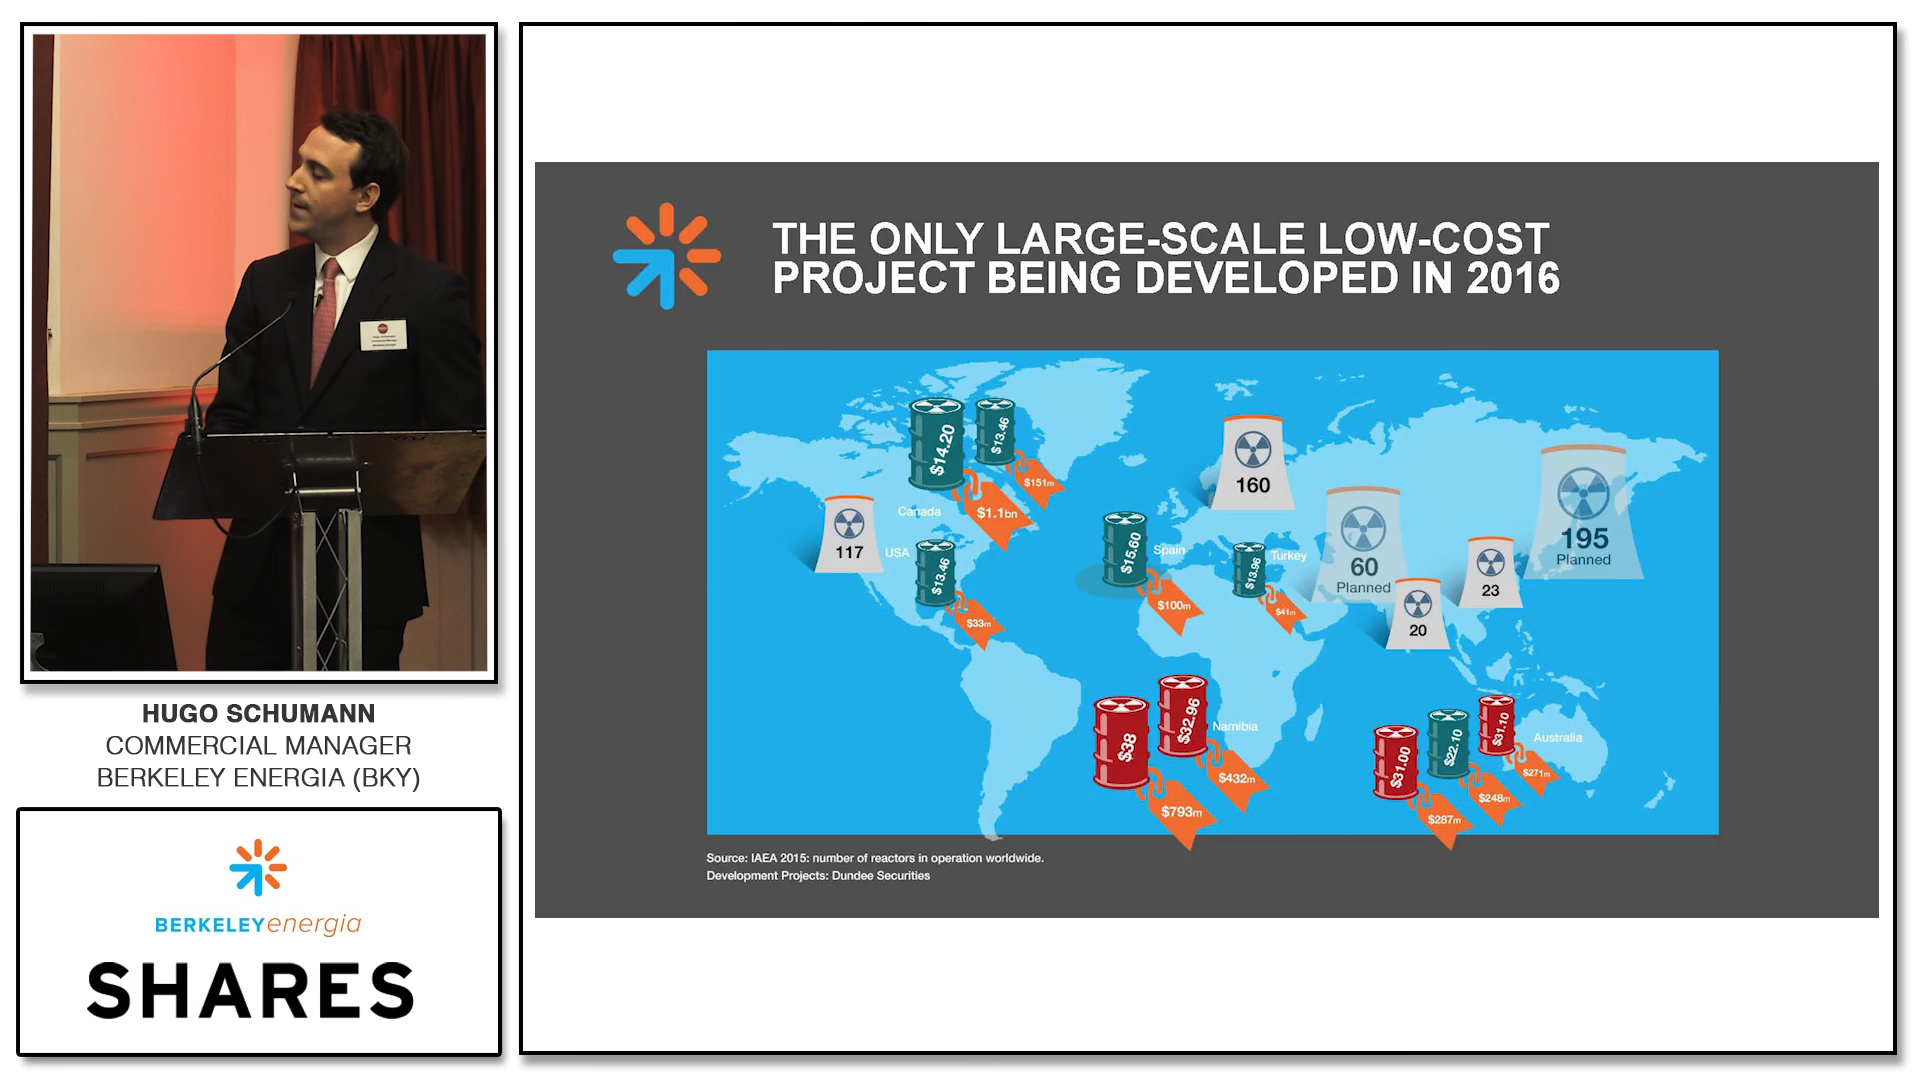 HUGO SCHUMANN
COMMERCIAL MANAGER
BERKELEY ENERGIA (BKY)
BERKELEYenergia
SHARES
THE ONLY LARGE-SCALE LOW-COST
PROJECT BEING DEVELOPED IN 2016
$14.20
$13.46
$151m
$1.1bn
Canada
117
USA
$13.46
$33m
160
$15.60
Spain
$100m
$13.96
Turkey
$41m
60
Planned
195
Planned
23
20
$38
$32.96
Namibia
$432m
$793m
$31.00
$22.10
$31.10
Australia
$271m
$248m
$287m
Source: IAEA 2015: number of reactors in operation worldwide.
Development Projects: Dundee Securities